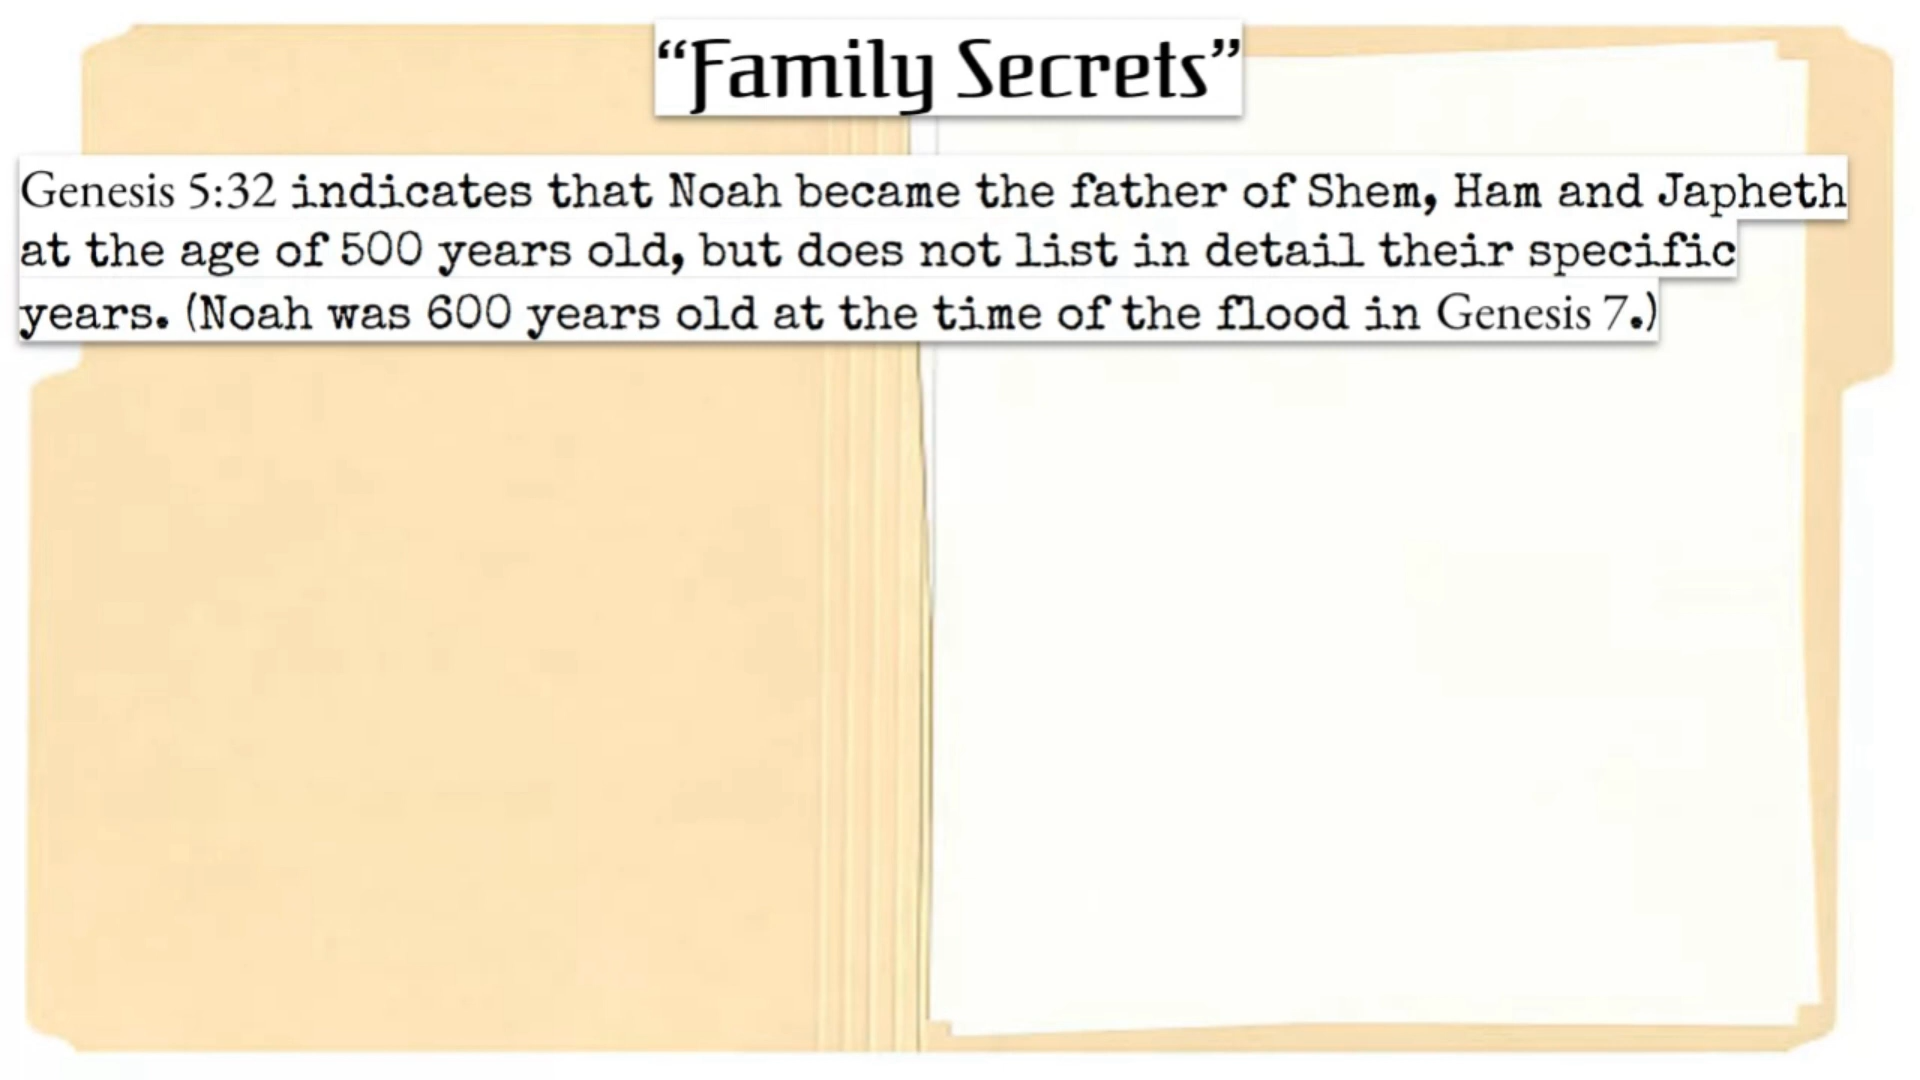 “Family Secrets”
Genesis 5:32 indicates that Noah became the father of Shem, Ham and Japheth
at the age of 500 years old, but does not list in detail their specific
years. (Noah was 600 years old at the time of the flood in Genesis 7.)